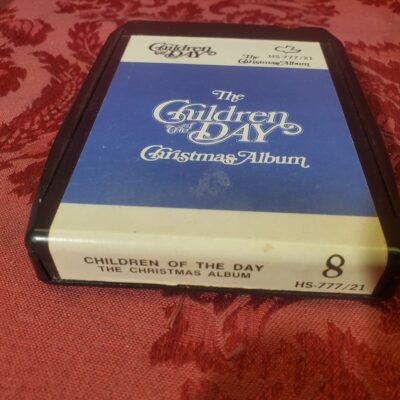 Children
of the DAY
HS-777/21
The
Christmas Album
The
Children
of the DAY
Christmas Album
CHILDREN OF THE DAY
THE CHRISTMAS ALBUM
8
HS-777/21